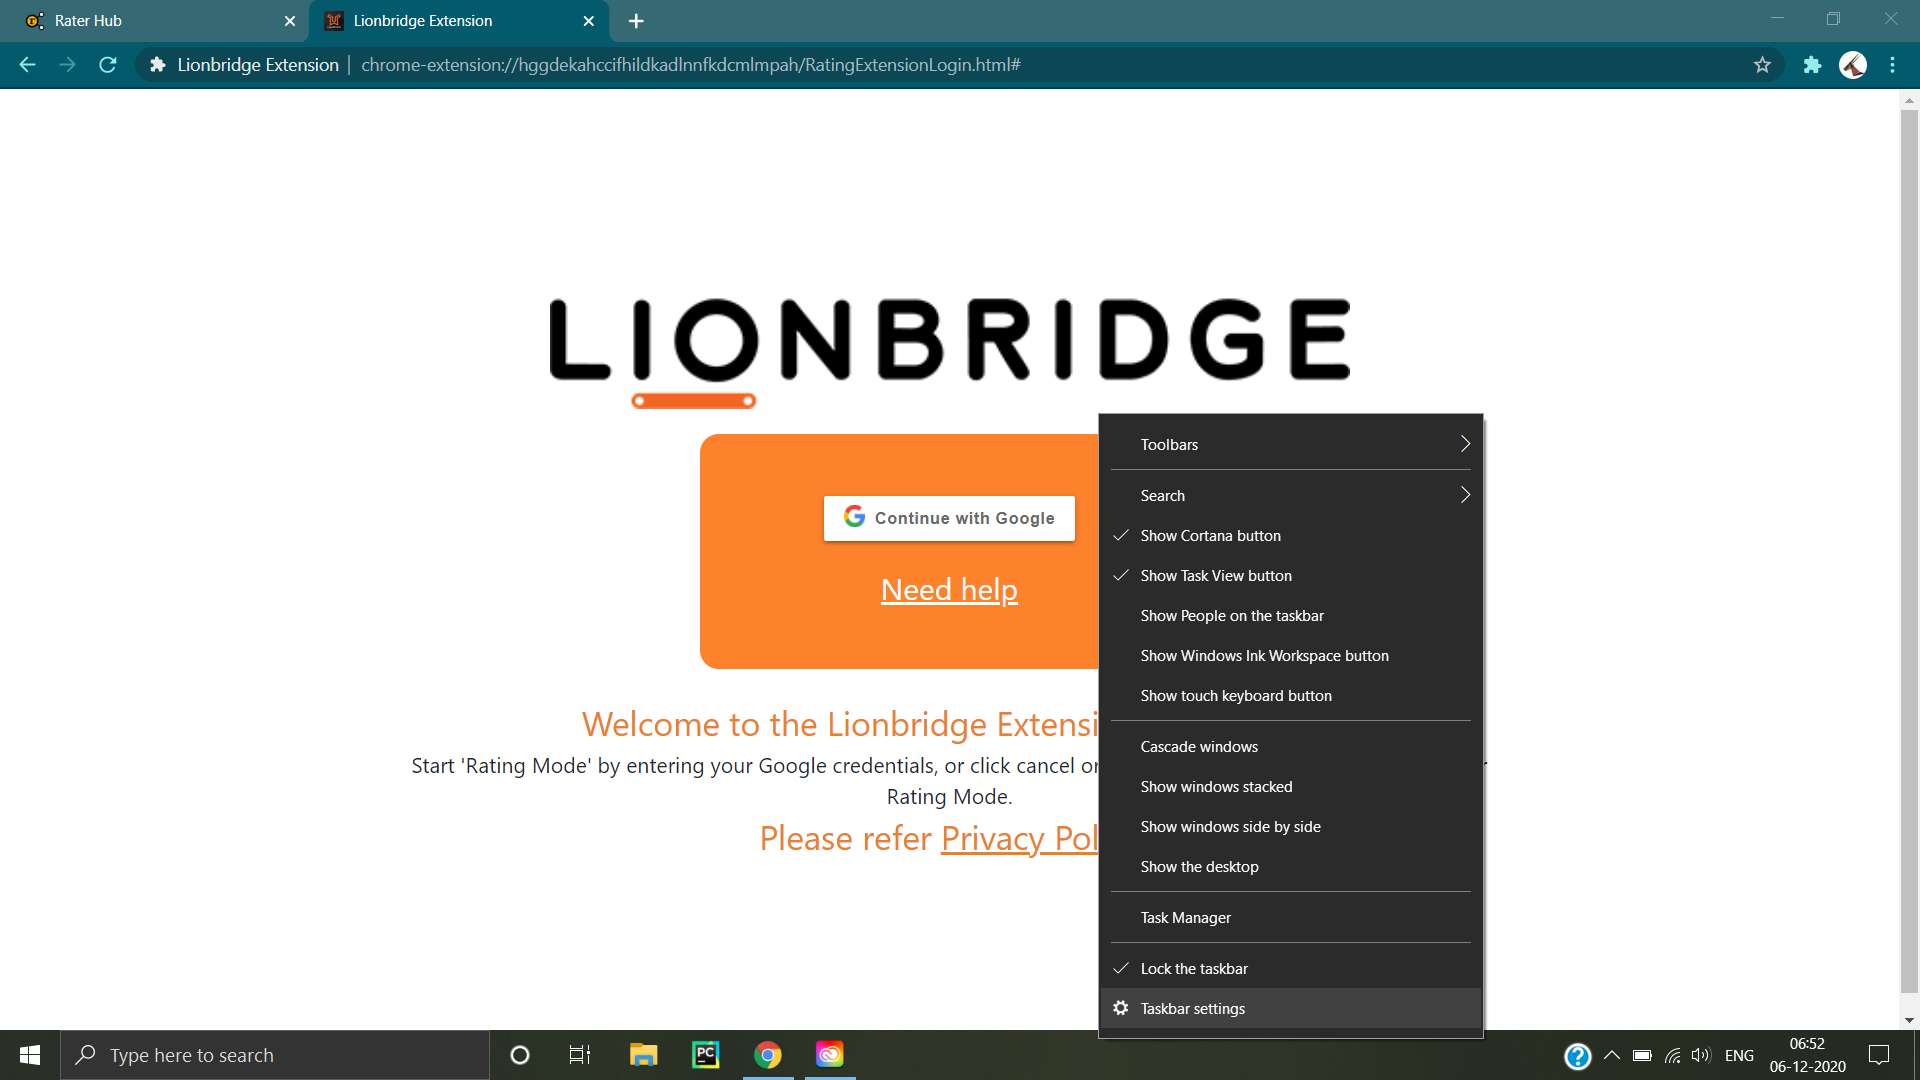 Rater Hub
Lionbridge Extension
Lionbridge Extension | chrome-extension://hggdekahccifhildkadlnnfkdcmlmpah/RatingExtensionLogin.html#
LIONBRIDGE
Continue with Google
Need help
Welcome to the Lionbridge Extensi
Start 'Rating Mode' by entering your Google credentials, or click cancel or
Rating Mode.
Please refer Privacy Pol
Toolbars
Search
Show Cortana button
Show Task View button
Show People on the taskbar
Show Windows Ink Workspace button
Show touch keyboard button
Cascade windows
Show windows stacked
Show windows side by side
Show the desktop
Task Manager
Lock the taskbar
Taskbar settings
Type here to search
PC
ENG
06:52
06-12-2020